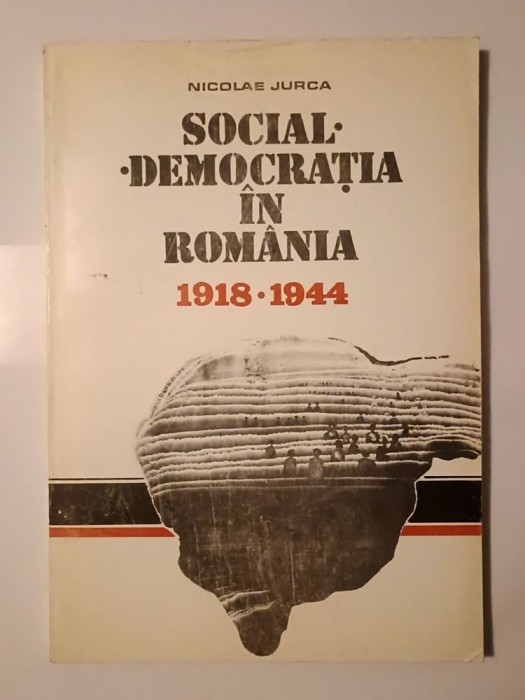 NICOLAE JURCA
SOCIAL·
·DEMOCRAȚIA
ÎN
ROMÂNIA
1918·1944